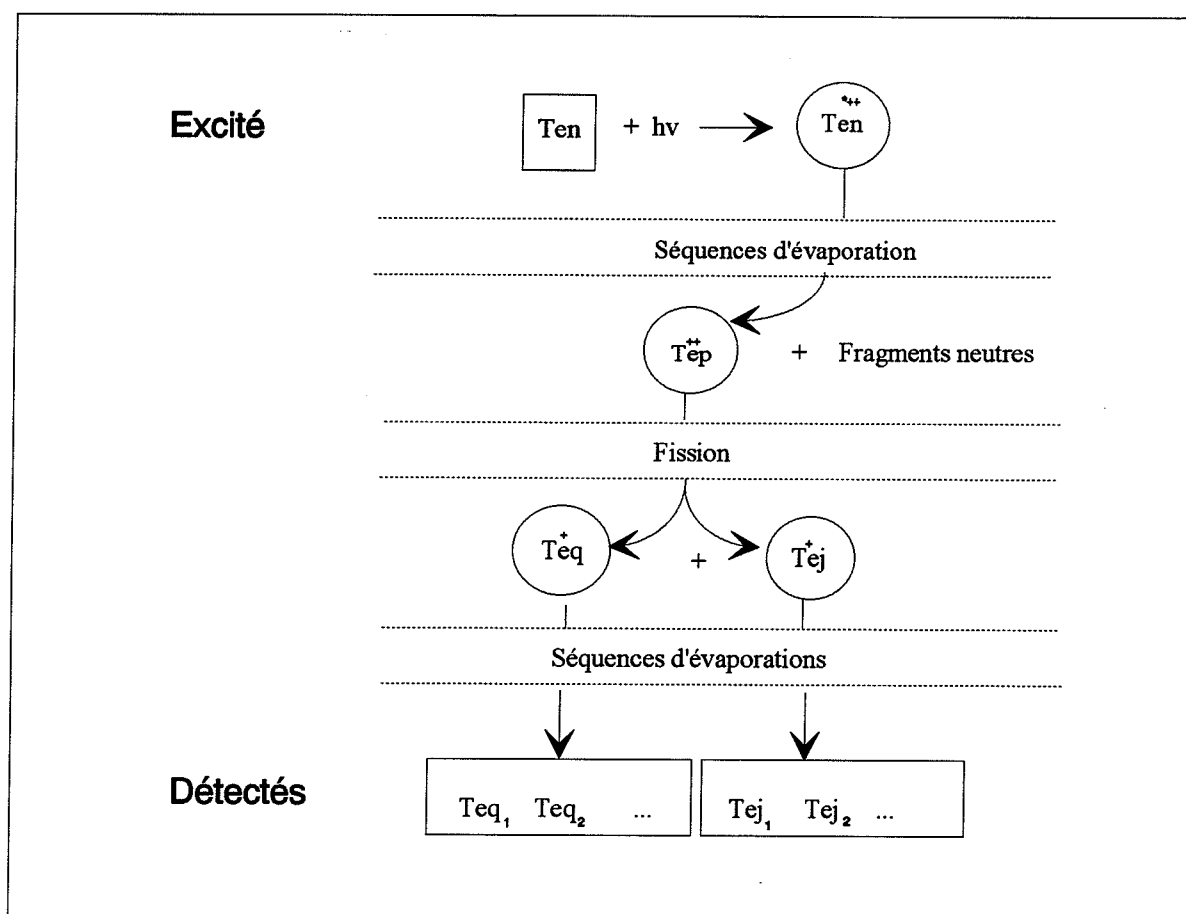 Excité Ten + hν → Ten*++
Séquences d'évaporation
Tep++ + Fragments neutres
Fission
Teq+ + Tej+
Séquences d'évaporations
Détectés Teq₁ Teq₂ ... Tej₁ Tej₂ ...